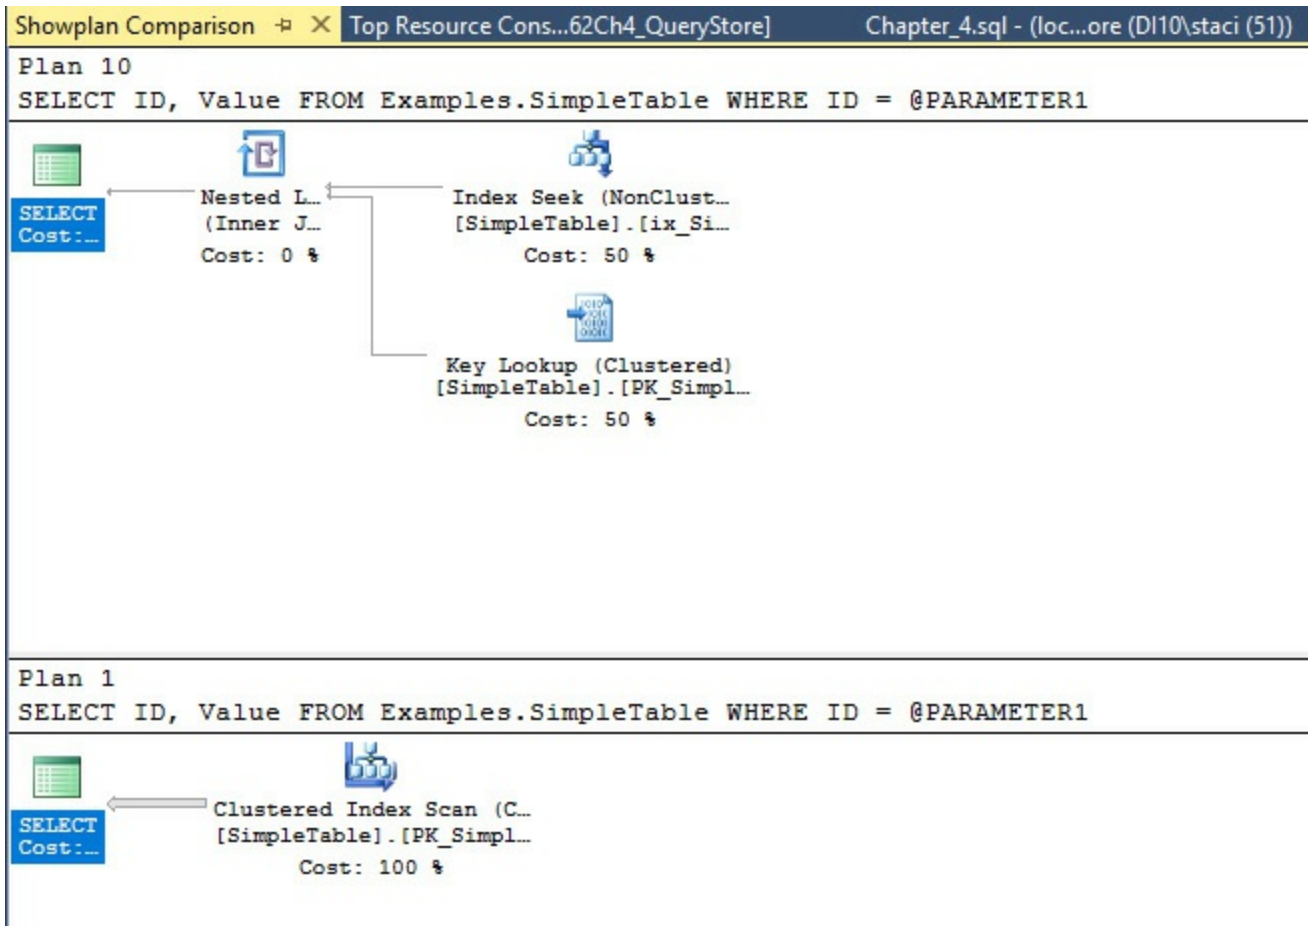 Showplan Comparison Top Resource Cons...62Ch4_QueryStore] Chapter_4.sql - (loc...ore (DI10\staci (51))
Plan 10
SELECT ID, Value FROM Examples.SimpleTable WHERE ID = @PARAMETER1
SELECT
Cost:...
Nested L...
(Inner J...
Cost: 0 %
Index Seek (NonClust...
[SimpleTable].[ix_Si...
Cost: 50 %
Key Lookup (Clustered)
[SimpleTable].[PK_Simpl...
Cost: 50 %
Plan 1
SELECT ID, Value FROM Examples.SimpleTable WHERE ID = @PARAMETER1
SELECT
Cost:...
Clustered Index Scan (C...
[SimpleTable].[PK_Simpl...
Cost: 100 %